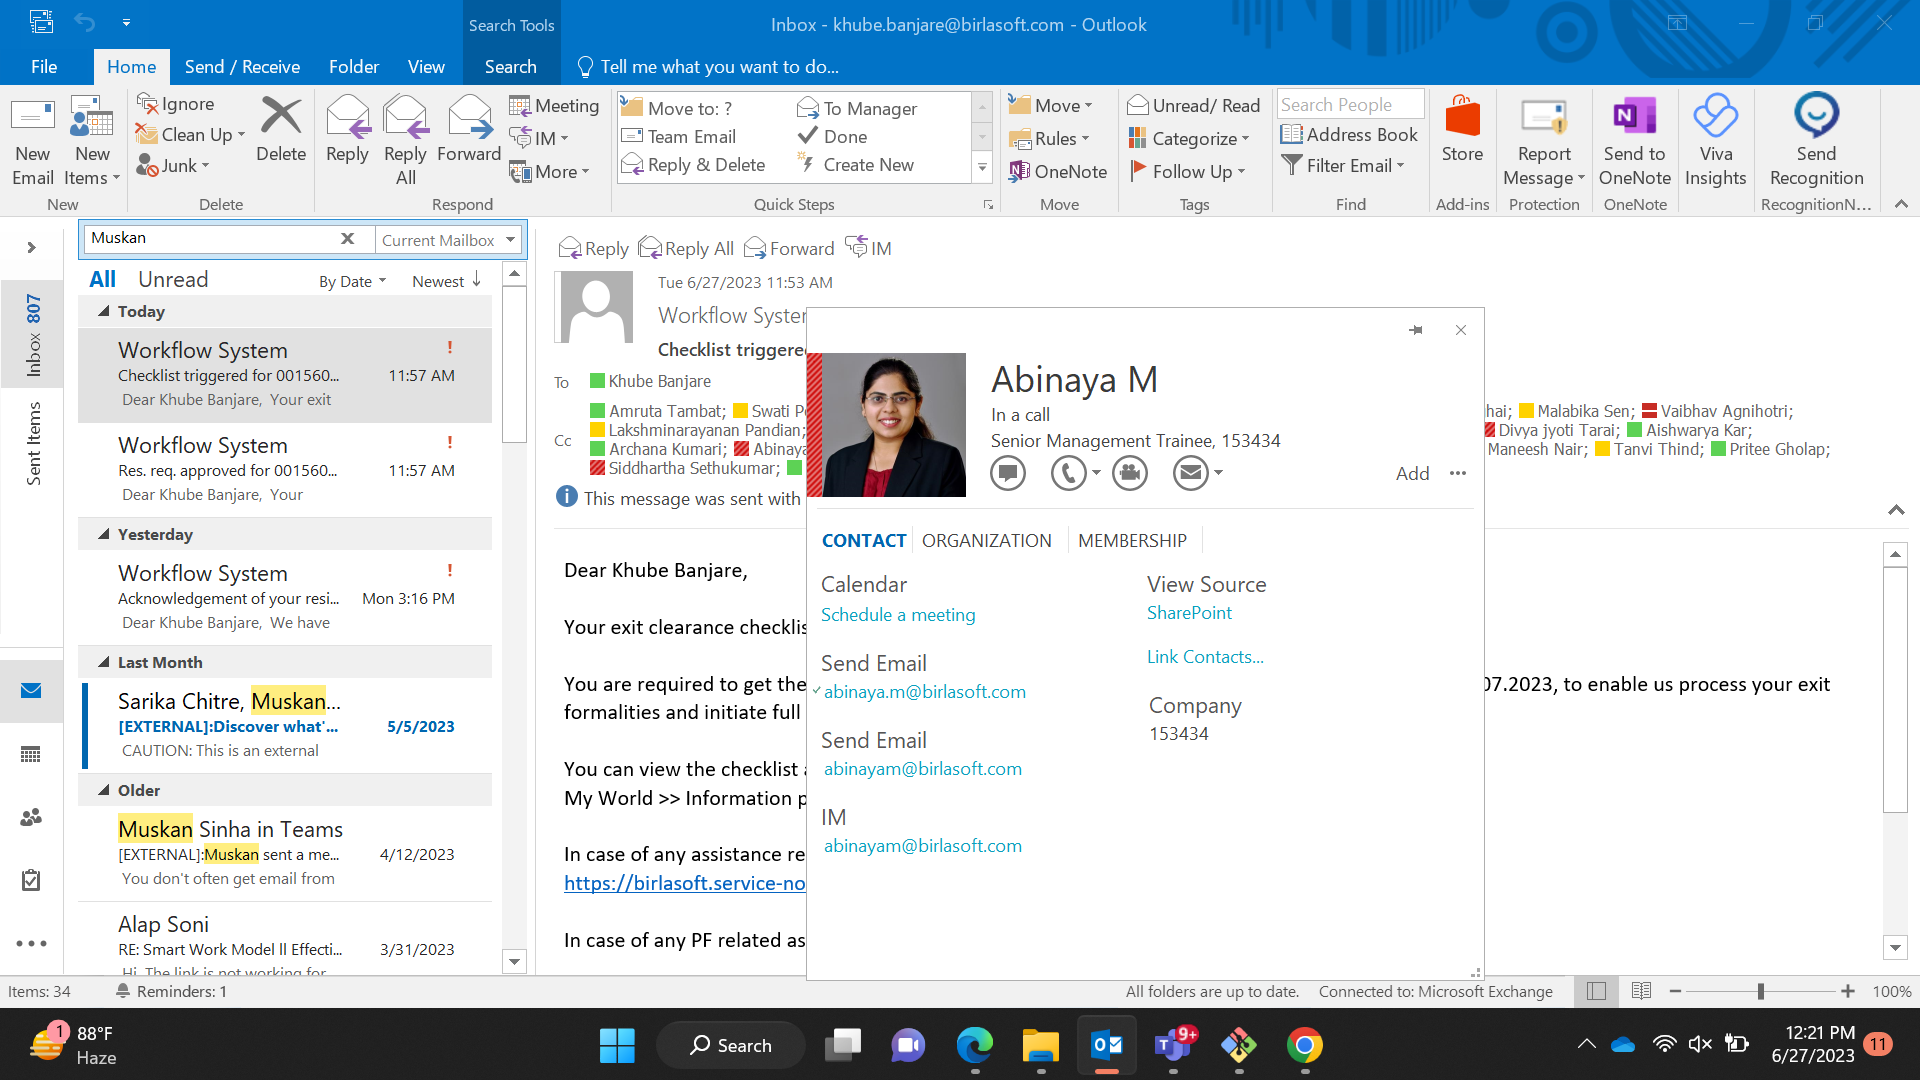 Search Tools
Inbox - khube.banjare@birlasoft.com - Outlook
File Home Send / Receive Folder View Search Tell me what you want to do...
New Email
New Items
New
Ignore
Clean Up
Junk
Delete
Delete
Reply
Reply All
Forward
Meeting
IM
More
Respond
Move to: ?
Team Email
Reply & Delete
To Manager
Done
Create New
Quick Steps
Move
Rules
OneNote
Move
Unread/ Read
Categorize
Follow Up
Tags
Search People
Address Book
Filter Email
Find
Store
Add-ins
Report Message
Protection
Send to OneNote
OneNote
Viva Insights
Send Recognition
RecognitionN...
Muskan
Current Mailbox
All Unread By Date Newest
Inbox 807
Sent Items
Today
Workflow System !
Checklist triggered for 001560... 11:57 AM
Dear Khube Banjare, Your exit
Workflow System !
Res. req. approved for 001560... 11:57 AM
Dear Khube Banjare, Your
Yesterday
Workflow System !
Acknowledgement of your resi... Mon 3:16 PM
Dear Khube Banjare, We have
Last Month
Sarika Chitre, Muskan...
[EXTERNAL]:Discover what'... 5/5/2023
CAUTION: This is an external
Older
Muskan Sinha in Teams
[EXTERNAL]:Muskan sent a me... 4/12/2023
You don't often get email from
Alap Soni
RE: Smart Work Model ll Effecti... 3/31/2023
Hi, The link is not working for
Reply Reply All Forward IM
Tue 6/27/2023 11:53 AM
Workflow System
Checklist triggered
To Khube Banjare
Cc
Amruta Tambat; Swati P
hai; Malabika Sen; Vaibhav Agnihotri;
Lakshminarayanan Pandian;
Divya jyoti Tarai; Aishwarya Kar;
Archana Kumari; Abinaya
Maneesh Nair; Tanvi Thind; Pritee Gholap;
Siddhartha Sethukumar;
This message was sent with
Dear Khube Banjare,
Your exit clearance checklis
You are required to get the
07.2023, to enable us process your exit
formalities and initiate full
You can view the checklist a
My World >> Information p
In case of any assistance re
https://birlasoft.service-no
In case of any PF related as
Abinaya M
In a call
Senior Management Trainee, 153434
Add
CONTACT ORGANIZATION MEMBERSHIP
Calendar
Schedule a meeting
Send Email
abinaya.m@birlasoft.com
Send Email
abinayam@birlasoft.com
IM
abinayam@birlasoft.com
View Source
SharePoint
Link Contacts...
Company
153434
Items: 34 Reminders: 1 All folders are up to date. Connected to: Microsoft Exchange 100%
1
88°F
Haze
Search
9+
12:21 PM
6/27/2023
11